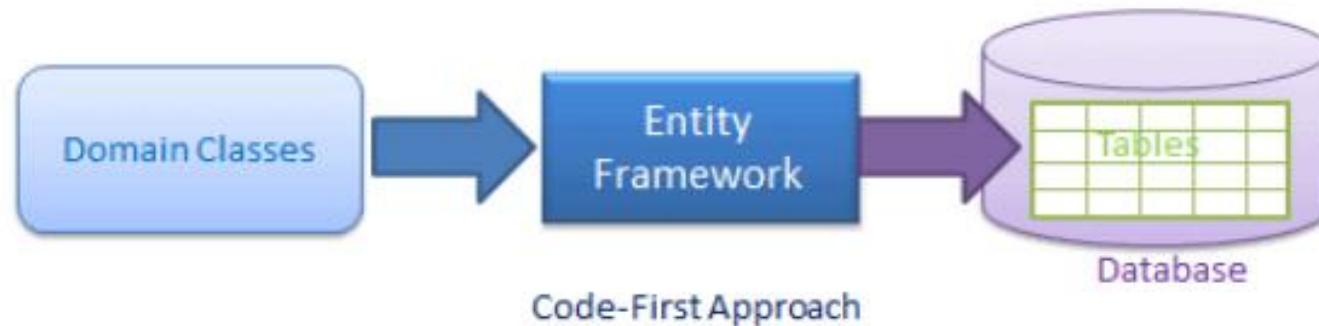 Domain Classes
Entity
Framework
Tables
Database
Code-First Approach